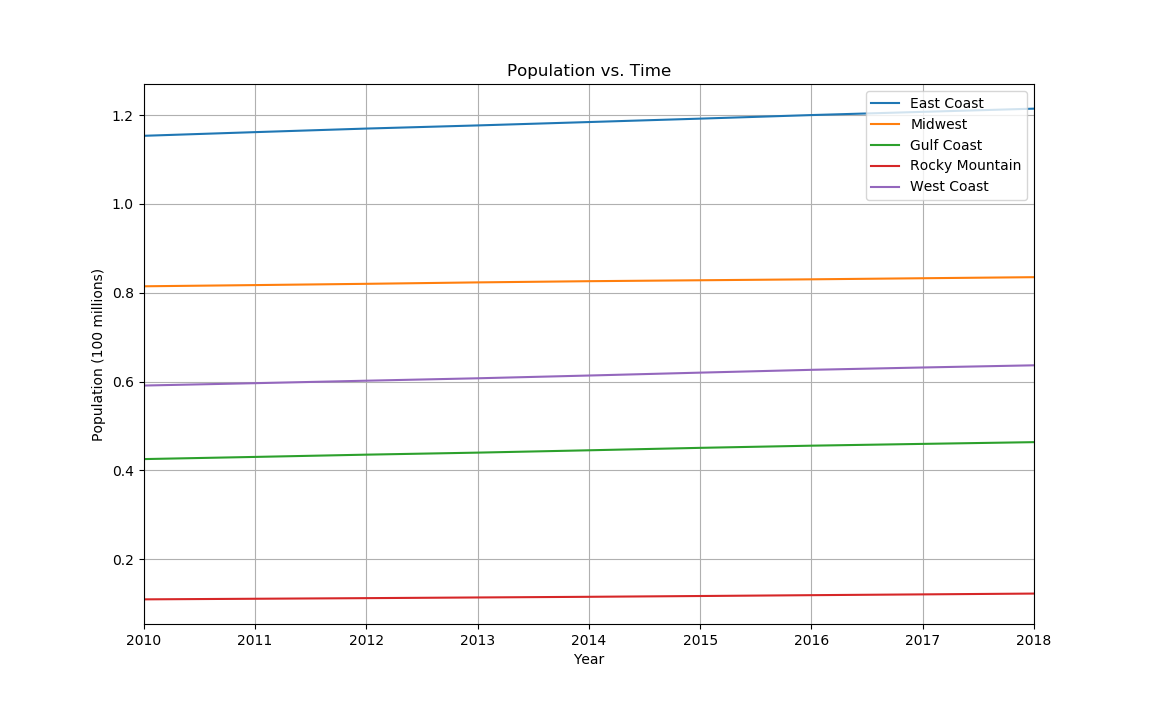 Population vs. Time
East Coast
Midwest
Gulf Coast
Rocky Mountain
West Coast
Population (100 millions)
1.2
1.0
0.8
0.6
0.4
0.2
2010 2011 2012 2013 2014 2015 2016 2017 2018
Year